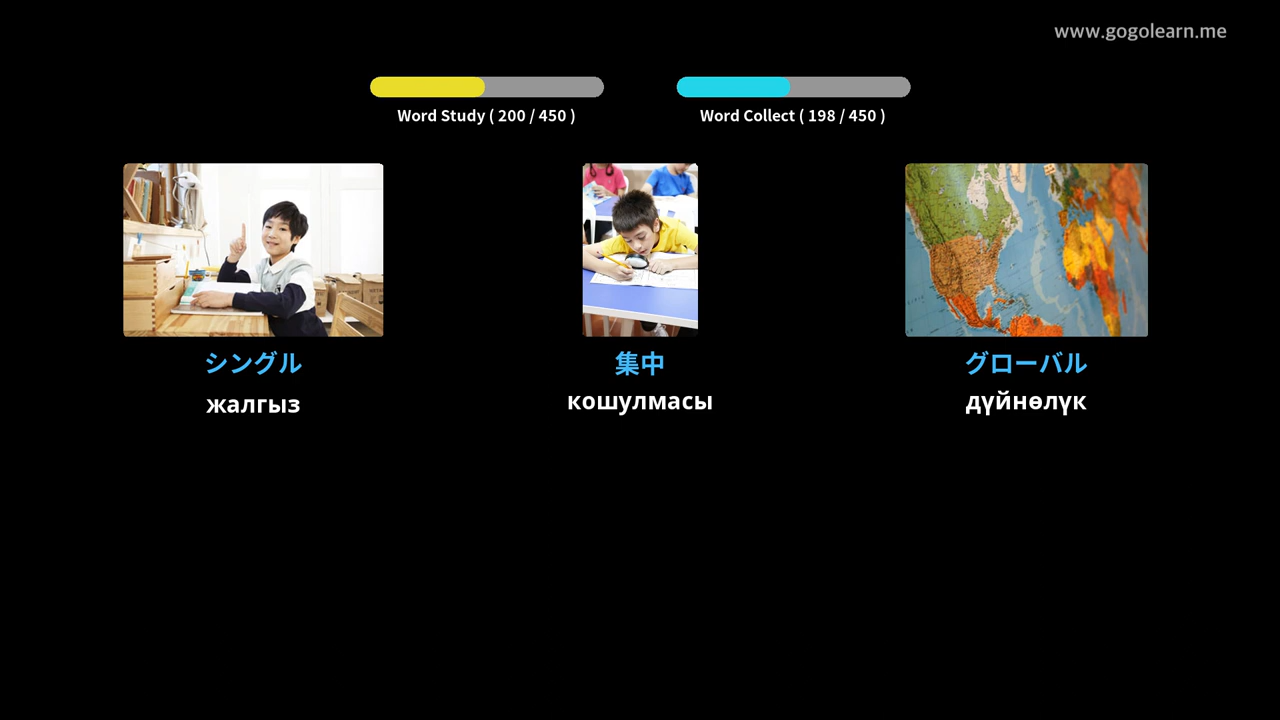 www.gogolearn.me
Word Study ( 200 / 450 )
Word Collect ( 198 / 450 )
シングル
жалгыз
集中
кошулмасы
グローバル
дүйнөлүк